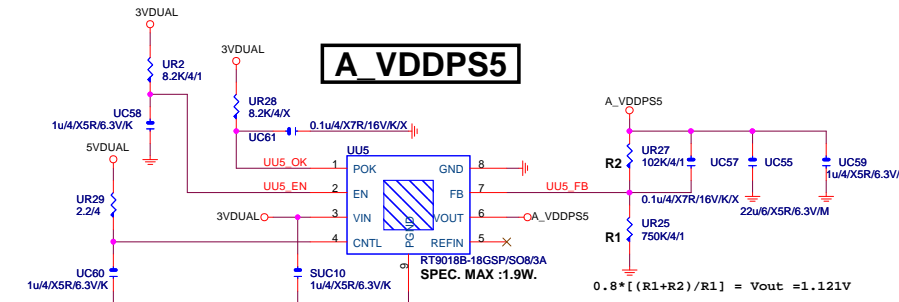 3VDUAL
UR2
8.2K/4/1
UC58
1u/4/X5R/6.3V/K
3VDUAL
UR28
8.2K/4/X
UC61
0.1u/4/X7R/16V/K/X
A_VDDPS5
5VDUAL
UR29
2.2/4
UC60
1u/4/X5R/6.3V/K
3VDUAL
SUC10
1u/4/X5R/6.3V/K
UU5_OK
UU5_EN
UU5
1 POK GND 8
2 EN FB 7
3 VIN VOUT 6
4 CNTL REFIN 5
PGND
9
RT9018B-18GSP/SO8/3A
SPEC. MAX :1.9W.
UU5_FB
A_VDDPS5
A_VDDPS5
R2
UR27
102K/4/1
UC57
0.1u/4/X7R/16V/K/X
UC55
22u/6/X5R/6.3V/M
UC59
1u/4/X5R/6.3V/
R1
UR25
750K/4/1
0.8*[(R1+R2)/R1] = Vout =1.121V